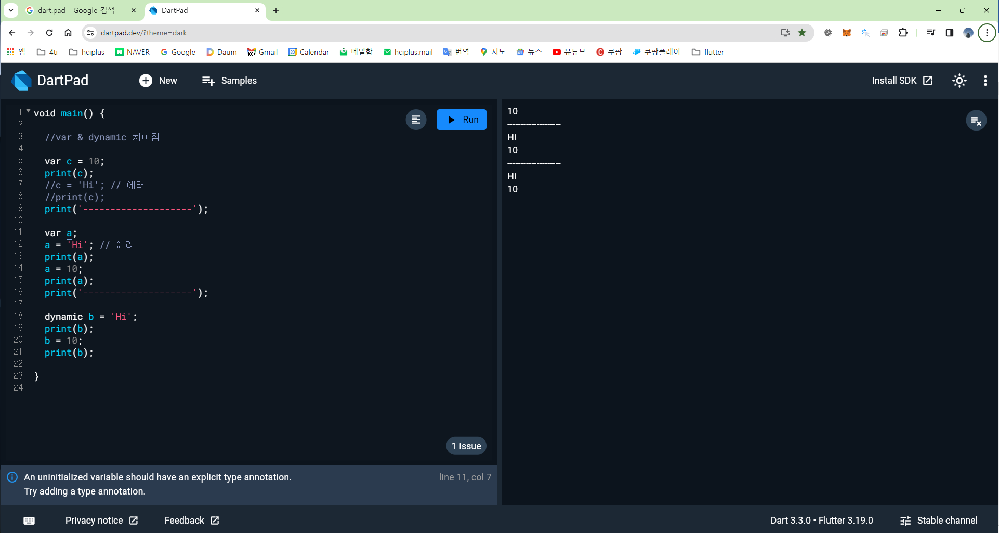 dart.pad - Google 검색
DartPad
dartpad.dev/?theme=dark
앱 4ti hciplus NAVER Google Daum Gmail Calendar 메일함 hciplus.mail 번역 지도 뉴스 유튜브 쿠팡 쿠팡플레이 flutter
DartPad New Samples Install SDK
1 void main() {
2
3 //var & dynamic 차이점
4
5 var c = 10;
6 print(c);
7 //c = 'Hi'; // 에러
8 //print(c);
9 print('--------------------');
10
11 var a;
12 a = 'Hi'; // 에러
13 print(a);
14 a = 10;
15 print(a);
16 print('--------------------');
17
18 dynamic b = 'Hi';
19 print(b);
20 b = 10;
21 print(b);
22
23 }
24
Run
1 issue
An uninitialized variable should have an explicit type annotation. line 11, col 7
Try adding a type annotation.
10
--------------------
Hi
10
--------------------
Hi
10
Privacy notice Feedback Dart 3.3.0 • Flutter 3.19.0 Stable channel